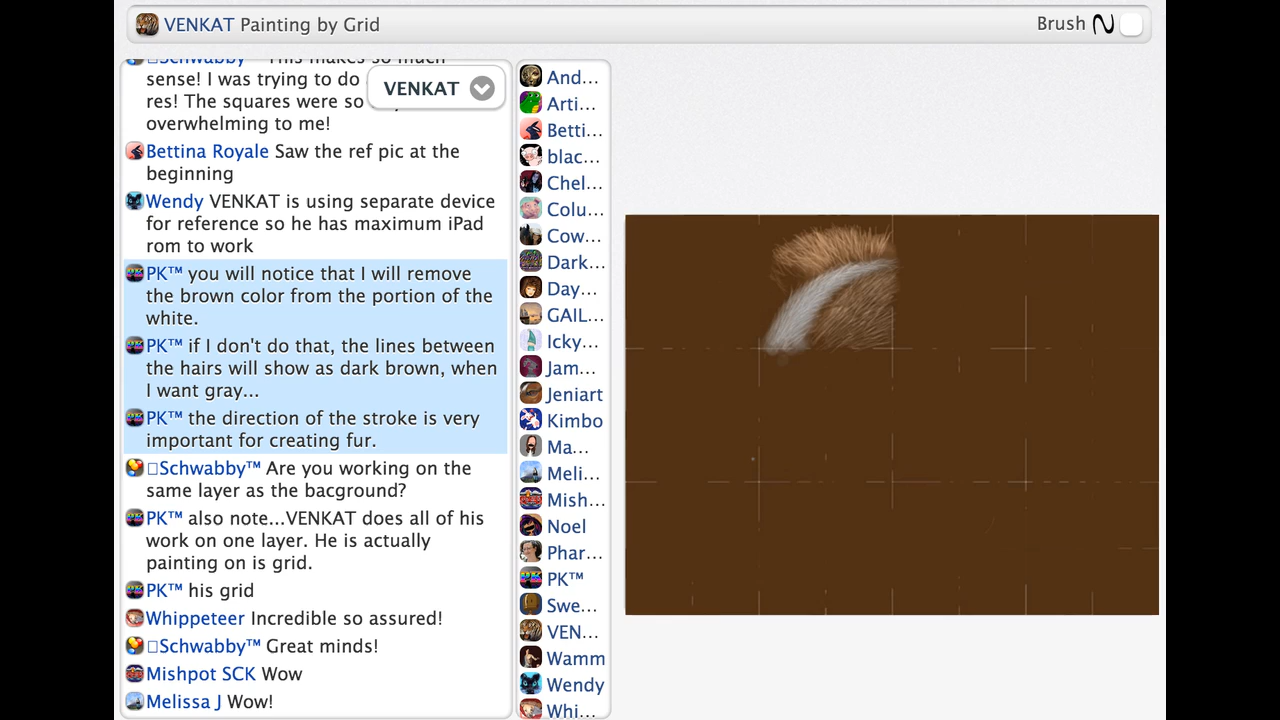 VENKAT Painting by Grid
Brush
Schwabby™ This makes so much
sense! I was trying to do
res! The squares were so
overwhelming to me!
VENKAT
Bettina Royale Saw the ref pic at the
beginning
Wendy VENKAT is using separate device
for reference so he has maximum iPad
rom to work
PK™ you will notice that I will remove
the brown color from the portion of the
white.
PK™ if I don't do that, the lines between
the hairs will show as dark brown, when
I want gray...
PK™ the direction of the stroke is very
important for creating fur.
Schwabby™ Are you working on the
same layer as the bacground?
PK™ also note...VENKAT does all of his
work on one layer. He is actually
painting on is grid.
PK™ his grid
Whippeteer Incredible so assured!
Schwabby™ Great minds!
Mishpot SCK Wow
Melissa J Wow!
And...
Arti...
Betti...
blac...
Chel...
Colu...
Cow...
Dark...
Day...
GAIL...
Icky...
Jam...
Jeniart
Kimbo
Ma...
Meli...
Mish...
Noel
Phar...
PK™
Swe...
VEN...
Wamm
Wendy
Whi...